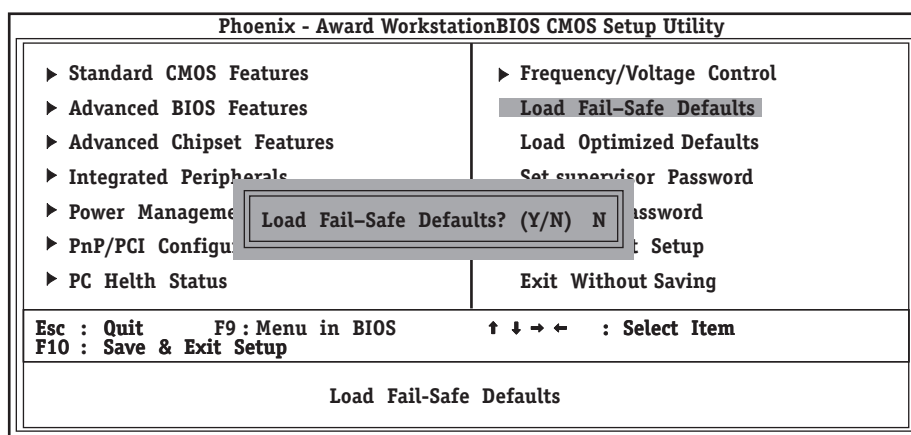 Phoenix - Award WorkstationBIOS CMOS Setup Utility
▶ Standard CMOS Features
▶ Advanced BIOS Features
▶ Advanced Chipset Features
▶ Integrated Peripherals
▶ Power Manageme
▶ PnP/PCI Configu
▶ PC Helth Status
▶ Frequency/Voltage Control
Load Fail-Safe Defaults
Load Optimized Defaults
Set supervisor Password
assword
t Setup
Exit Without Saving
Load Fail-Safe Defaults? (Y/N) N
Esc : Quit F9 : Menu in BIOS ↑ ↓ → ← : Select Item
F10 : Save & Exit Setup
Load Fail-Safe Defaults